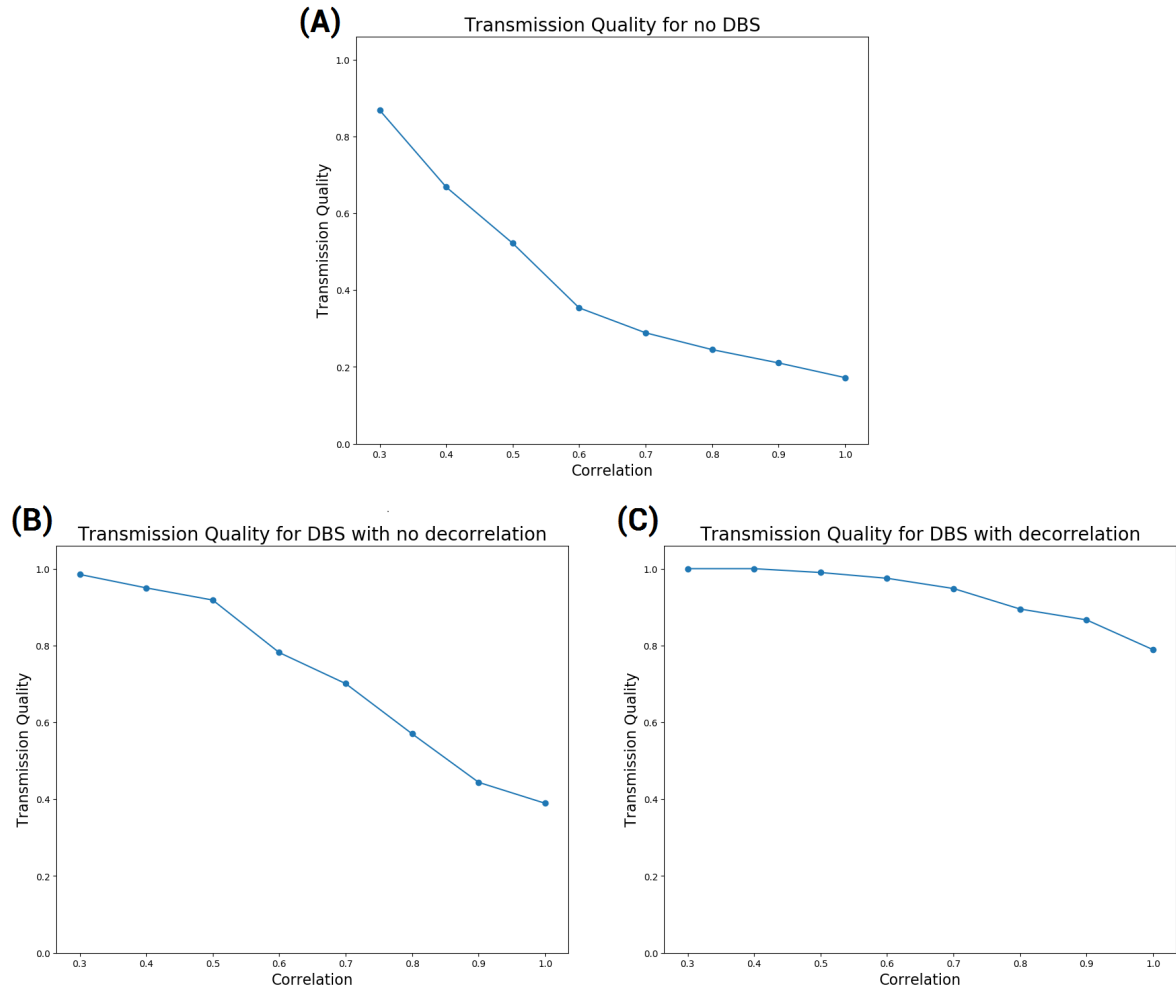 (A)
Transmission Quality for no DBS
1.0
0.8
0.6
0.4
0.2
0.0
Transmission Quality
0.3 0.4 0.5 0.6 0.7 0.8 0.9 1.0
Correlation
(B)
Transmission Quality for DBS with no decorrelation
1.0
0.8
0.6
0.4
0.2
0.0
Transmission Quality
0.3 0.4 0.5 0.6 0.7 0.8 0.9 1.0
Correlation
(C)
Transmission Quality for DBS with decorrelation
1.0
0.8
0.6
0.4
0.2
0.0
Transmission Quality
0.3 0.4 0.5 0.6 0.7 0.8 0.9 1.0
Correlation